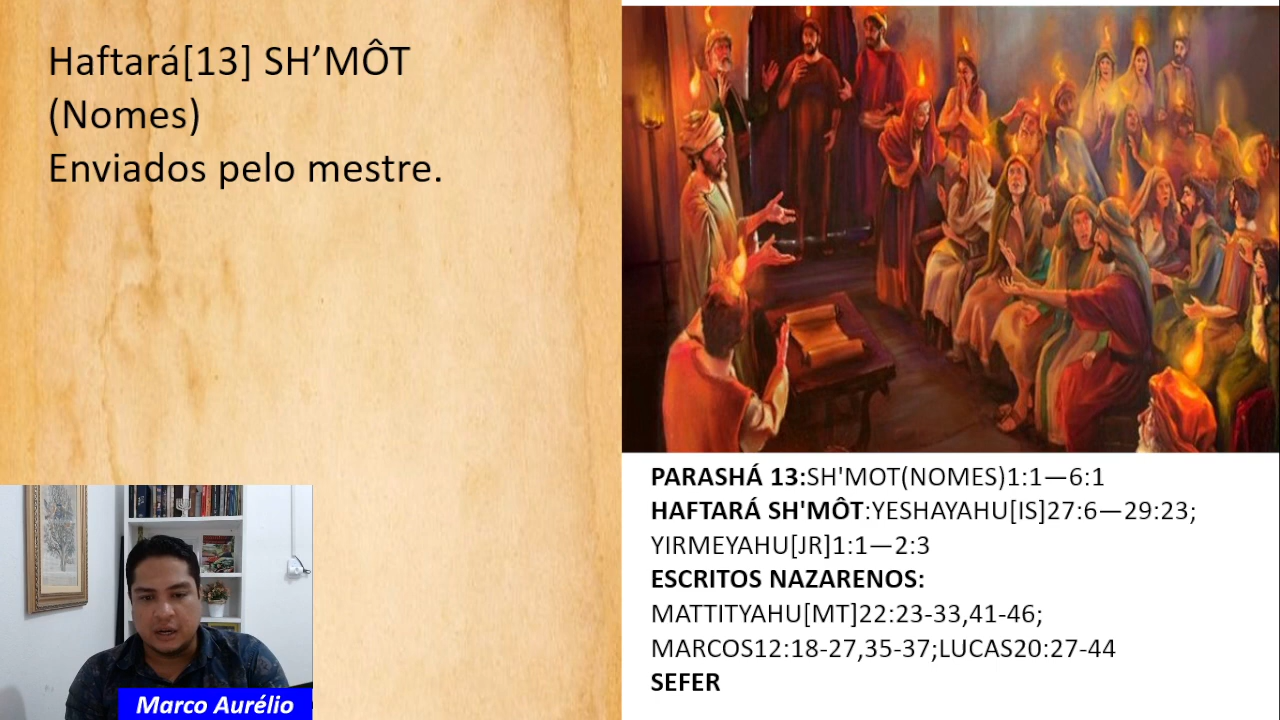 Haftará[13] SH’MÔT
(Nomes)
Enviados pelo mestre.
PARASHÁ 13:SH'MOT(NOMES)1:1—6:1
HAFTARÁ SH'MÔT:YESHAYAHU[IS]27:6—29:23;
YIRMEYAHU[JR]1:1—2:3
ESCRITOS NAZARENOS:
MATTITYAHU[MT]22:23-33,41-46;
MARCOS12:18-27,35-37;LUCAS20:27-44
SEFER
Marco Aurélio